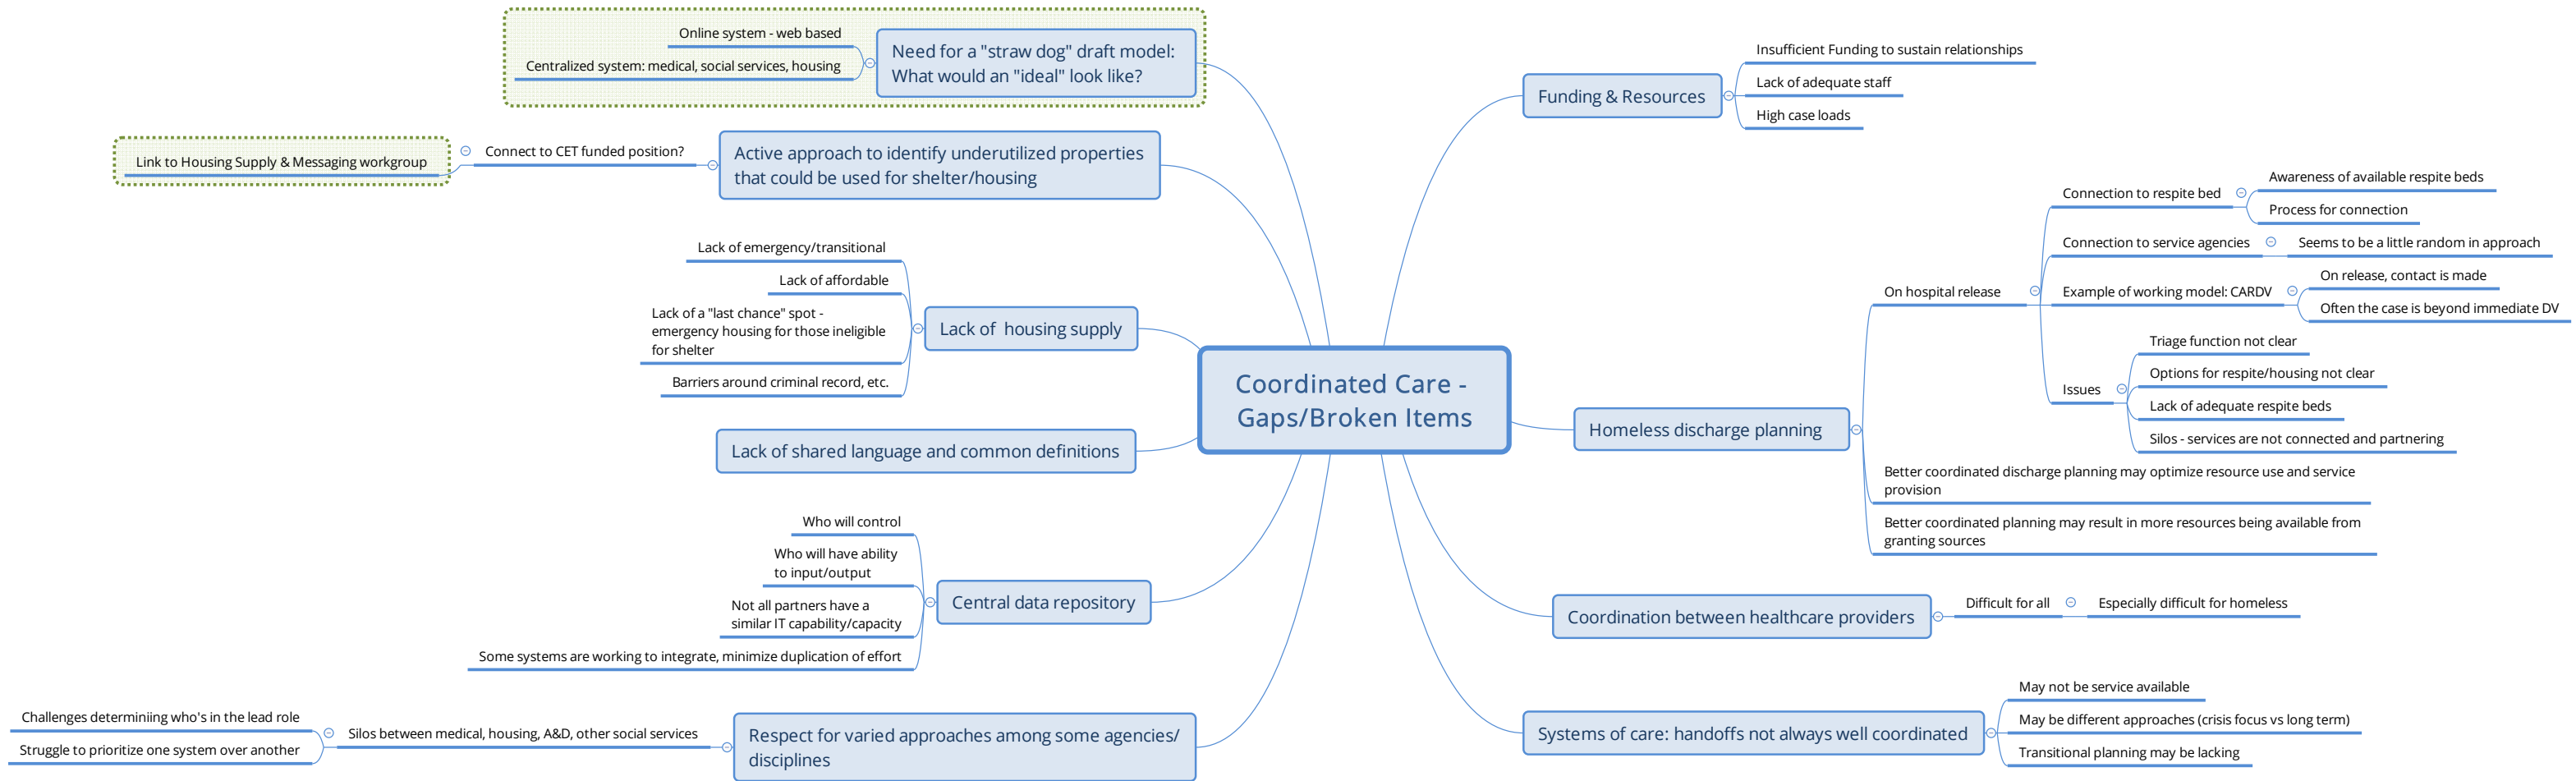 Coordinated Care -
Gaps/Broken Items
Funding & Resources
Insufficient Funding to sustain relationships
Lack of adequate staff
High case loads
Homeless discharge planning
On hospital release
Connection to respite bed
Awareness of available respite beds
Process for connection
Connection to service agencies
Seems to be a little random in approach
Example of working model: CARDV
On release, contact is made
Often the case is beyond immediate DV
Issues
Triage function not clear
Options for respite/housing not clear
Lack of adequate respite beds
Silos - services are not connected and partnering
Better coordinated discharge planning may optimize resource use and service
provision
Better coordinated planning may result in more resources being available from
granting sources
Coordination between healthcare providers
Difficult for all
Especially difficult for homeless
Systems of care: handoffs not always well coordinated
May not be service available
May be different approaches (crisis focus vs long term)
Transitional planning may be lacking
Need for a "straw dog" draft model:
What would an "ideal" look like?
Online system - web based
Centralized system: medical, social services, housing
Active approach to identify underutilized properties
that could be used for shelter/housing
Connect to CET funded position?
Link to Housing Supply & Messaging workgroup
Lack of  housing supply
Lack of emergency/transitional
Lack of affordable
Lack of a "last chance" spot -
emergency housing for those ineligible
for shelter
Barriers around criminal record, etc.
Lack of shared language and common definitions
Central data repository
Who will control
Who will have ability
to input/output
Not all partners have a
similar IT capability/capacity
Some systems are working to integrate, minimize duplication of effort
Respect for varied approaches among some agencies/
disciplines
Silos between medical, housing, A&D, other social services
Challenges determiniing who's in the lead role
Struggle to prioritize one system over another